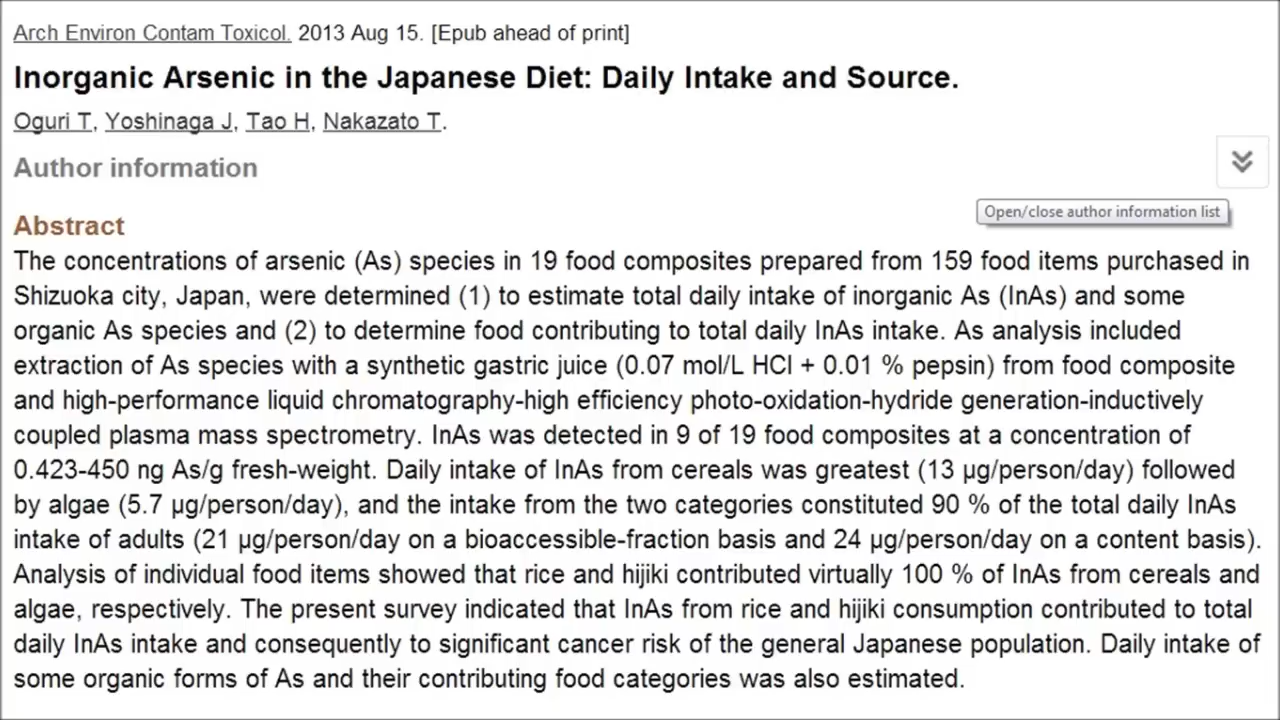 Arch Environ Contam Toxicol. 2013 Aug 15. [Epub ahead of print]
Inorganic Arsenic in the Japanese Diet: Daily Intake and Source.
Oguri T, Yoshinaga J, Tao H, Nakazato T.
Author information
Open/close author information list
Abstract
The concentrations of arsenic (As) species in 19 food composites prepared from 159 food items purchased in
Shizuoka city, Japan, were determined (1) to estimate total daily intake of inorganic As (InAs) and some
organic As species and (2) to determine food contributing to total daily InAs intake. As analysis included
extraction of As species with a synthetic gastric juice (0.07 mol/L HCl + 0.01 % pepsin) from food composite
and high-performance liquid chromatography-high efficiency photo-oxidation-hydride generation-inductively
coupled plasma mass spectrometry. InAs was detected in 9 of 19 food composites at a concentration of
0.423-450 ng As/g fresh-weight. Daily intake of InAs from cereals was greatest (13 µg/person/day) followed
by algae (5.7 µg/person/day), and the intake from the two categories constituted 90 % of the total daily InAs
intake of adults (21 µg/person/day on a bioaccessible-fraction basis and 24 µg/person/day on a content basis).
Analysis of individual food items showed that rice and hijiki contributed virtually 100 % of InAs from cereals and
algae, respectively. The present survey indicated that InAs from rice and hijiki consumption contributed to total
daily InAs intake and consequently to significant cancer risk of the general Japanese population. Daily intake of
some organic forms of As and their contributing food categories was also estimated.